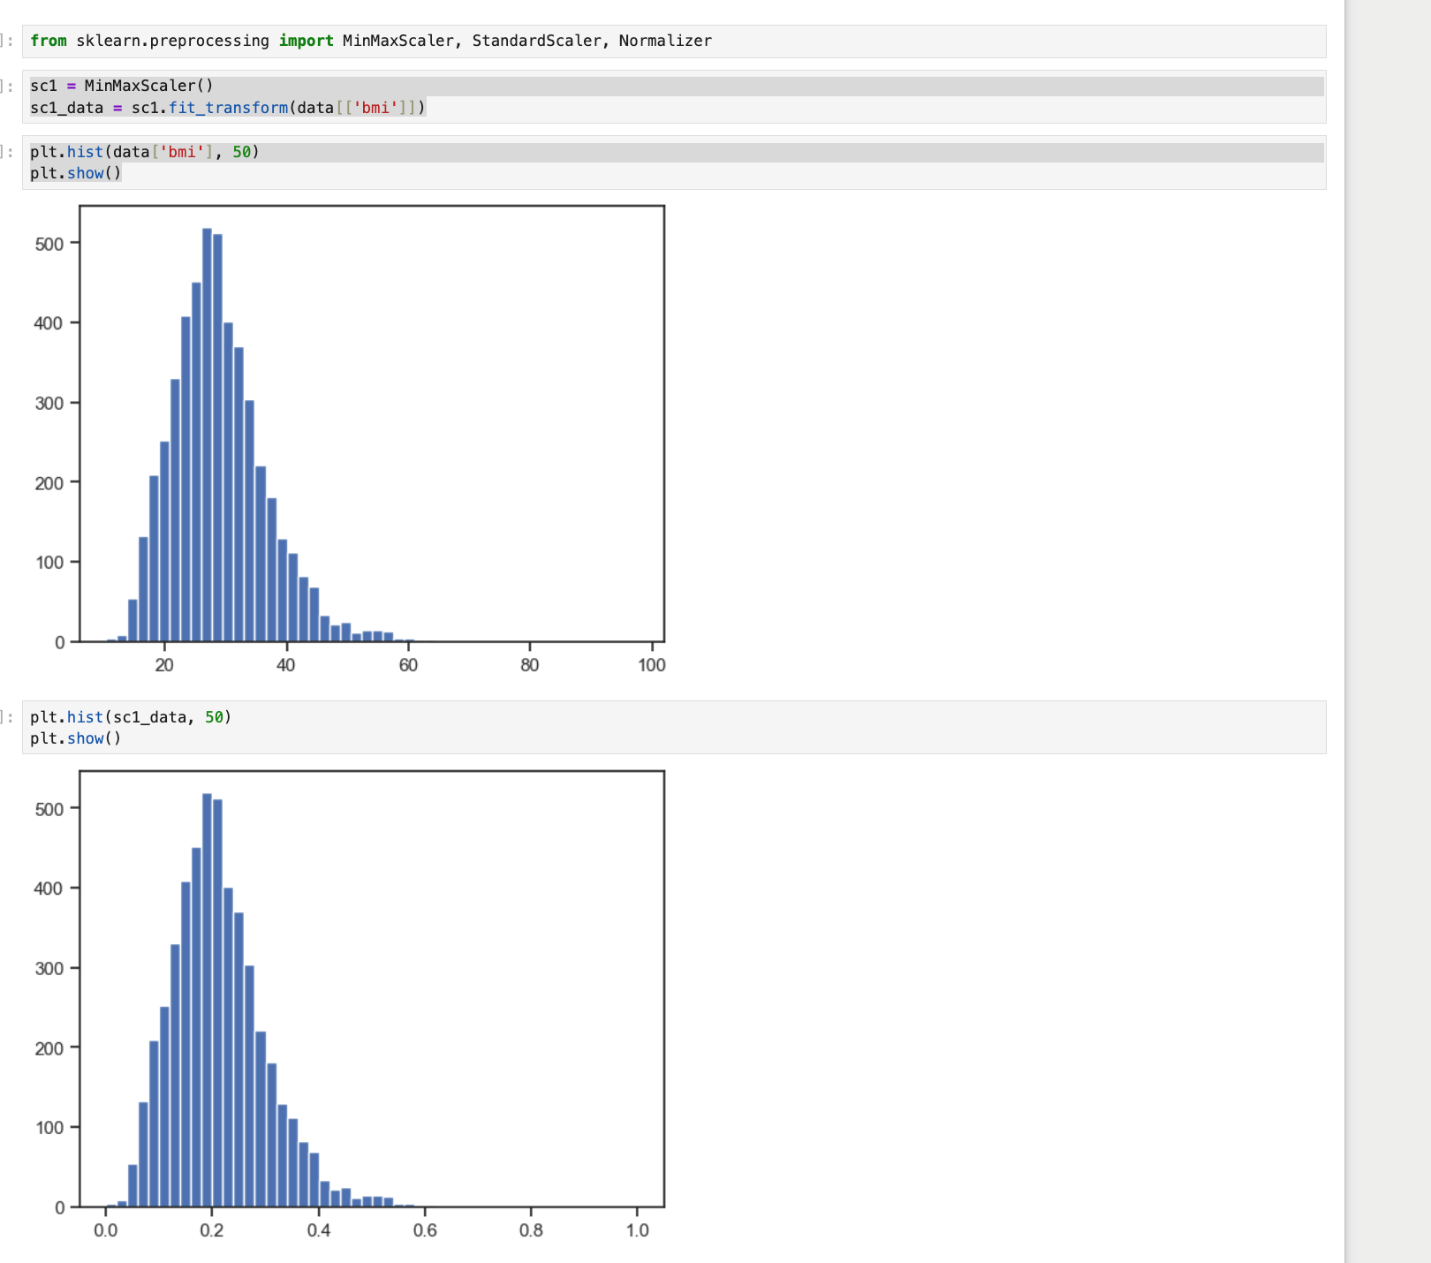 ]: from sklearn.preprocessing import MinMaxScaler, StandardScaler, Normalizer
]: sc1 = MinMaxScaler()
sc1_data = sc1.fit_transform(data[['bmi']])
]: plt.hist(data['bmi'], 50)
plt.show()
500
400
300
200
100
0
20 40 60 80 100
]: plt.hist(sc1_data, 50)
plt.show()
500
400
300
200
100
0
0.0 0.2 0.4 0.6 0.8 1.0